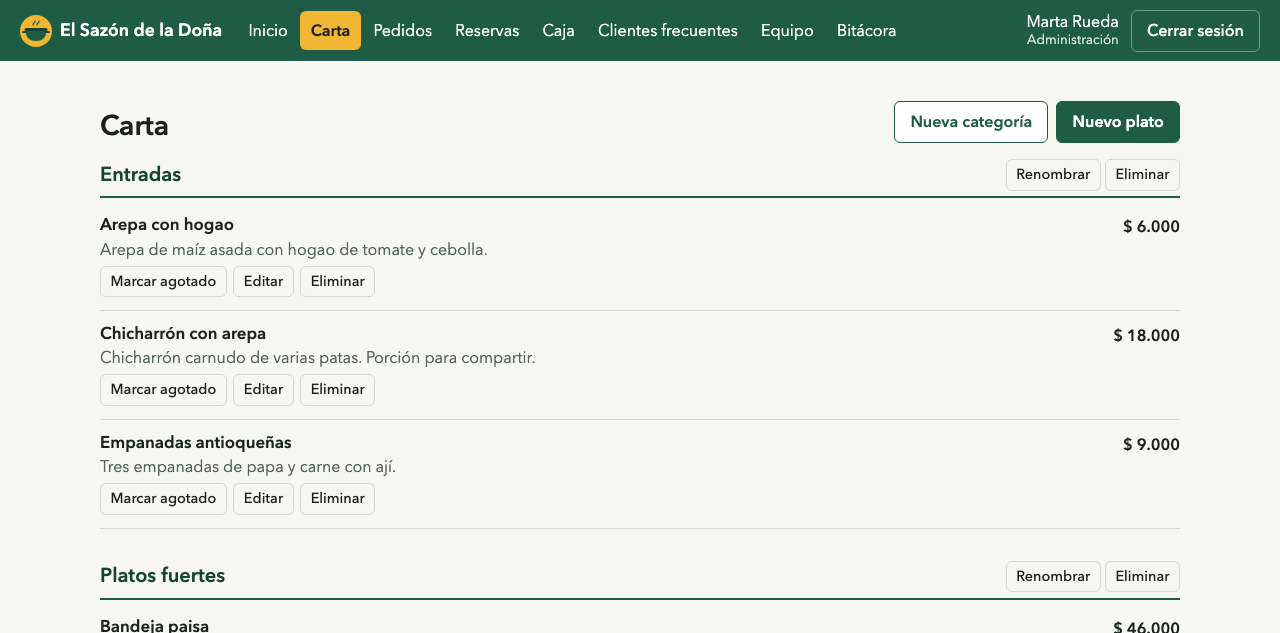 El Sazón de la Doña
Inicio
Carta
Pedidos
Reservas
Caja
Clientes frecuentes
Equipo
Bitácora
Marta Rueda
Administración
Cerrar sesión
Carta
Nueva categoría
Nuevo plato
Entradas
Renombrar
Eliminar
Arepa con hogao
$ 6.000
Arepa de maíz asada con hogao de tomate y cebolla.
Marcar agotado
Editar
Eliminar
Chicharrón con arepa
$ 18.000
Chicharrón carnudo de varias patas. Porción para compartir.
Marcar agotado
Editar
Eliminar
Empanadas antioqueñas
$ 9.000
Tres empanadas de papa y carne con ají.
Marcar agotado
Editar
Eliminar
Platos fuertes
Renombrar
Eliminar
Bandeja paisa
$ 46.000